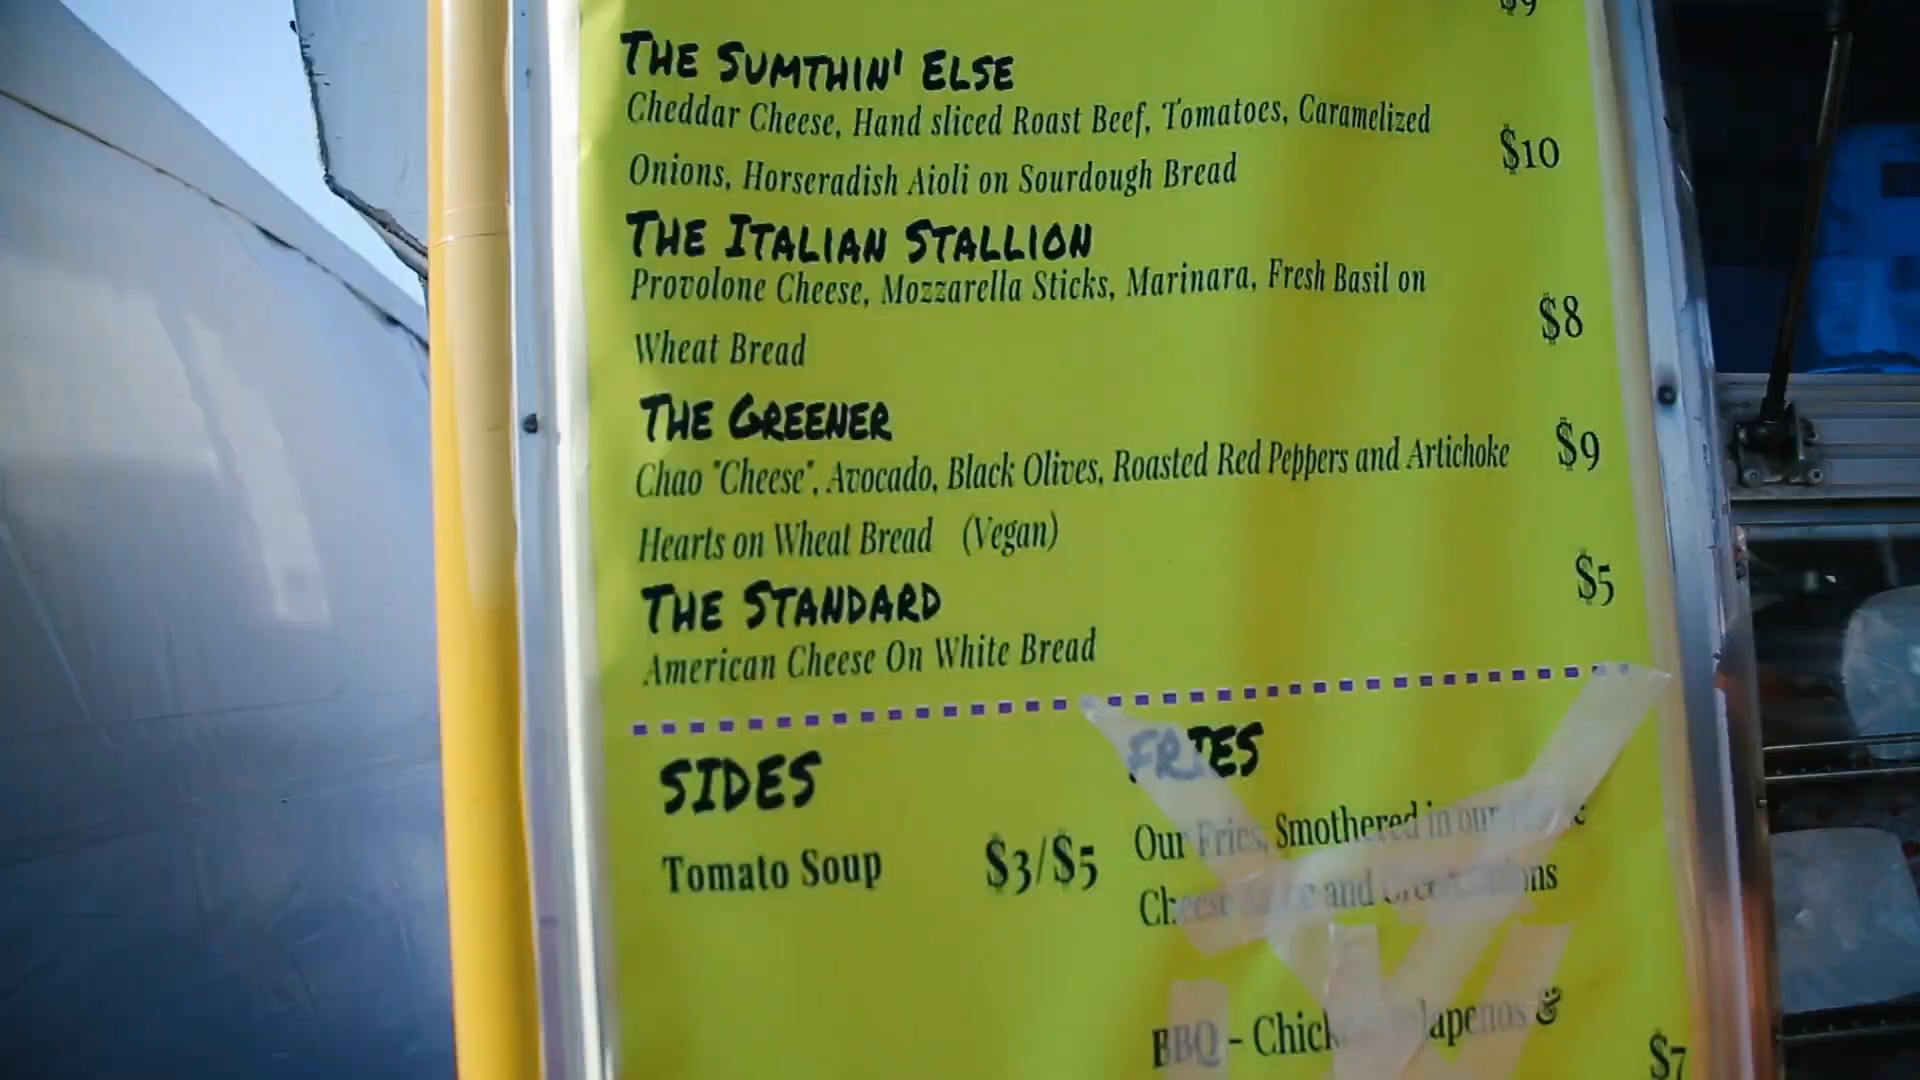 $9
THE SUMTHIN' ELSE
Cheddar Cheese, Hand sliced Roast Beef, Tomatoes, Caramelized
Onions, Horseradish Aioli on Sourdough Bread
$10
THE ITALIAN STALLION
Provolone Cheese, Mozzarella Sticks, Marinara, Fresh Basil on
Wheat Bread
$8
THE GREENER
Chao "Cheese", Avocado, Black Olives, Roasted Red Peppers and Artichoke
Hearts on Wheat Bread (Vegan)
$9
THE STANDARD
American Cheese On White Bread
$5
SIDES
Tomato Soup $3/$5
FRIES
Our Fries, Smothered in our
Cheese and
BBQ - &
$7